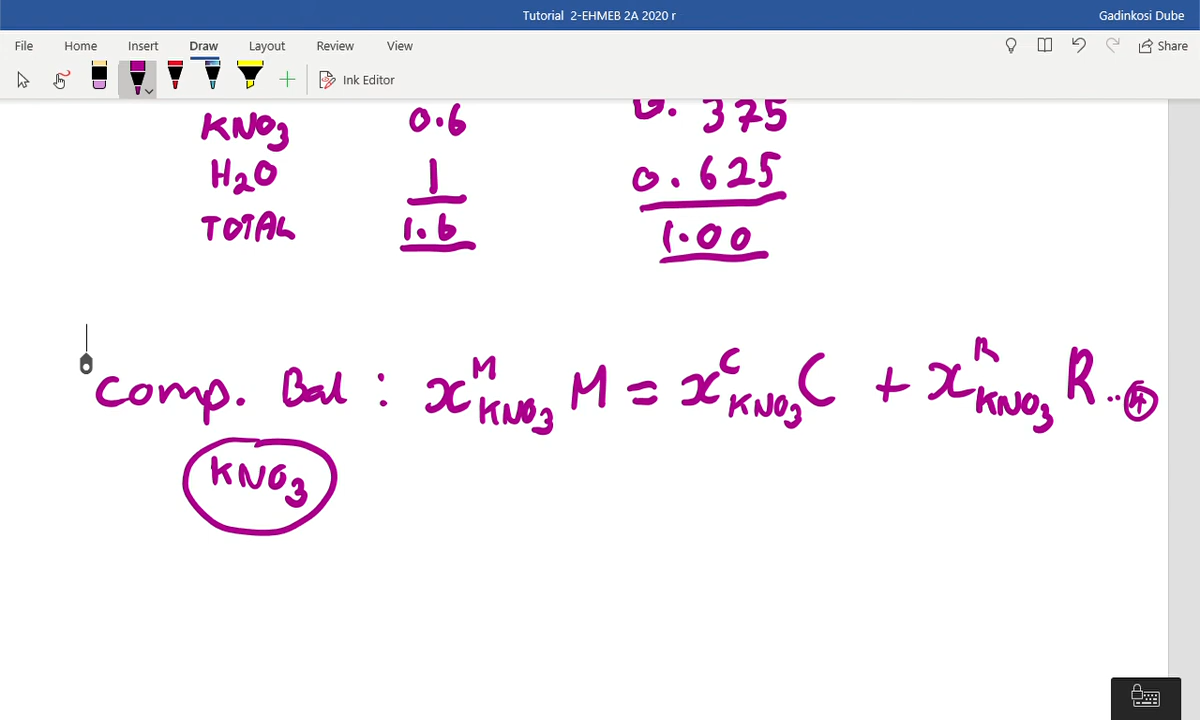 Tutorial 2-EHMEB 2A 2020 r
Gadinkosi Dube
File Home Insert Draw Layout Review View Share
Ink Editor
KNO₃ 0.6 0.375
H₂O 1 0.625
TOTAL 1.6 1.00
Comp. Bal : x^M_KNO₃ M = x^C_KNO₃ C + x^R_KNO₃ R..④
KNO₃